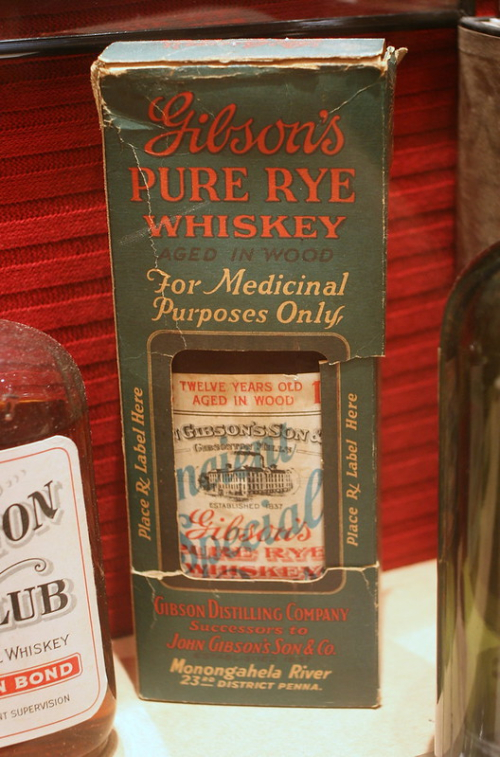 Gibson's
PURE RYE
WHISKEY
AGED IN WOOD
For Medicinal
Purposes Only
Place ℞ Label Here
Place ℞ Label Here
TWELVE YEARS OLD
AGED IN WOOD
GIBSON'S SON &
ESTABLISHED 1837
Gibson's
PURE RYE
WHISKEY
GIBSON DISTILLING COMPANY
Successors to
JOHN GIBSON'S SON & CO.
Monongahela River
23RD DISTRICT PENNA.
ON
LUB
WHISKEY
N BOND
T SUPERVISION